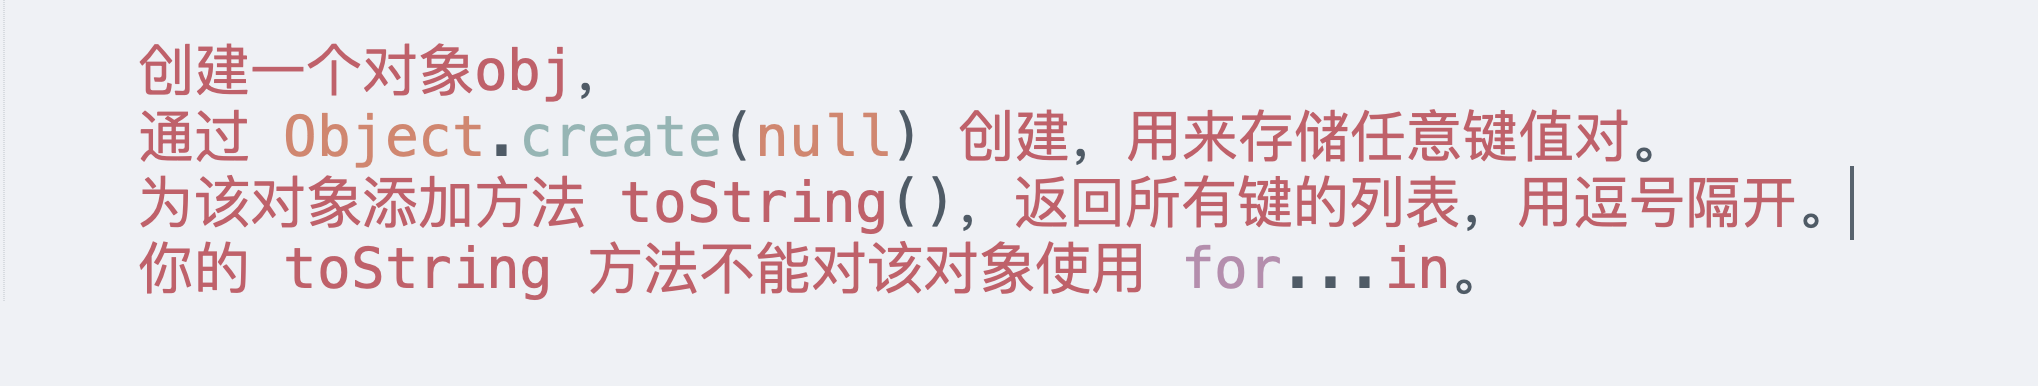 创建一个对象obj,
通过 Object.create(null) 创建，用来存储任意键值对。
为该对象添加方法 toString()，返回所有键的列表，用逗号隔开。
你的 toString 方法不能对该对象使用 for...in。